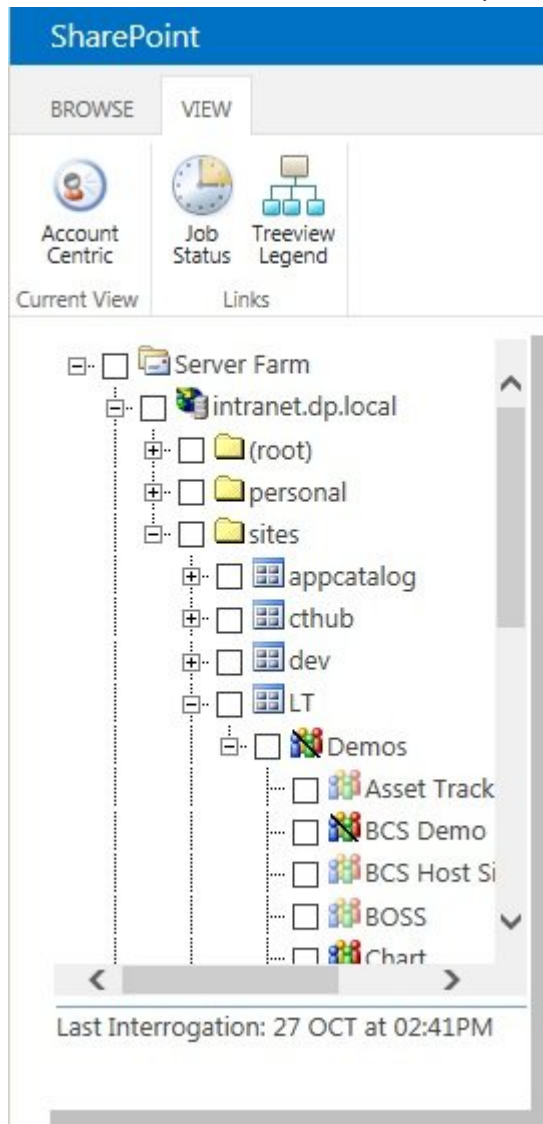 SharePoint
BROWSE VIEW
Account Centric
Job Status
Treeview Legend
Current View
Links
Server Farm
intranet.dp.local
(root)
personal
sites
appcatalog
cthub
dev
LT
Demos
Asset Track
BCS Demo
BCS Host Si
BOSS
Chart
Last Interrogation: 27 OCT at 02:41PM